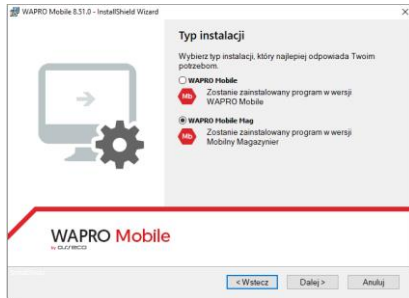 WAPRO Mobile 8.51.0 - InstallShield Wizard
Typ instalacji
Wybierz typ instalacji, który najlepiej odpowiada Twoim
potrzebom.
WAPRO Mobile
Mb
Zostanie zainstalowany program w wersji
WAPRO Mobile
WAPRO Mobile Mag
Mb
Zostanie zainstalowany program w wersji
Mobilny Magazynier
WAPRO Mobile
by asseco
< Wstecz
Dalej >
Anuluj